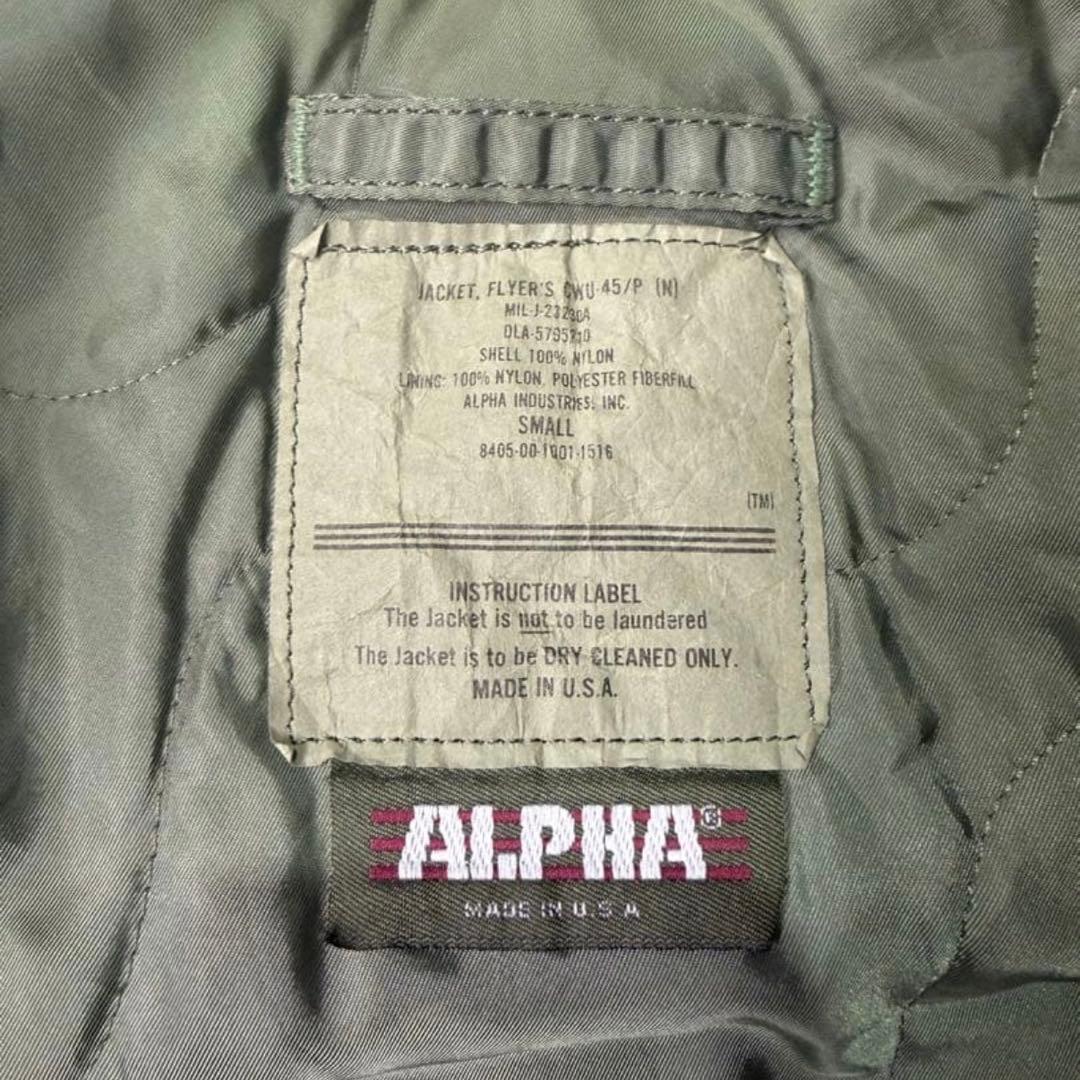 JACKET, FLYER'S CWU-45/P (N)
MIL-J-23230A
DLA-5795710
SHELL 100% NYLON
LINING: 100% NYLON, POLYESTER FIBERFILL
ALPHA INDUSTRIES, INC.
SMALL
8405-00-1001-1516
(TM)
INSTRUCTION LABEL
The Jacket is not to be laundered
The Jacket is to be DRY CLEANED ONLY.
MADE IN U.S.A.
ALPHA®
MADE IN U.S.A